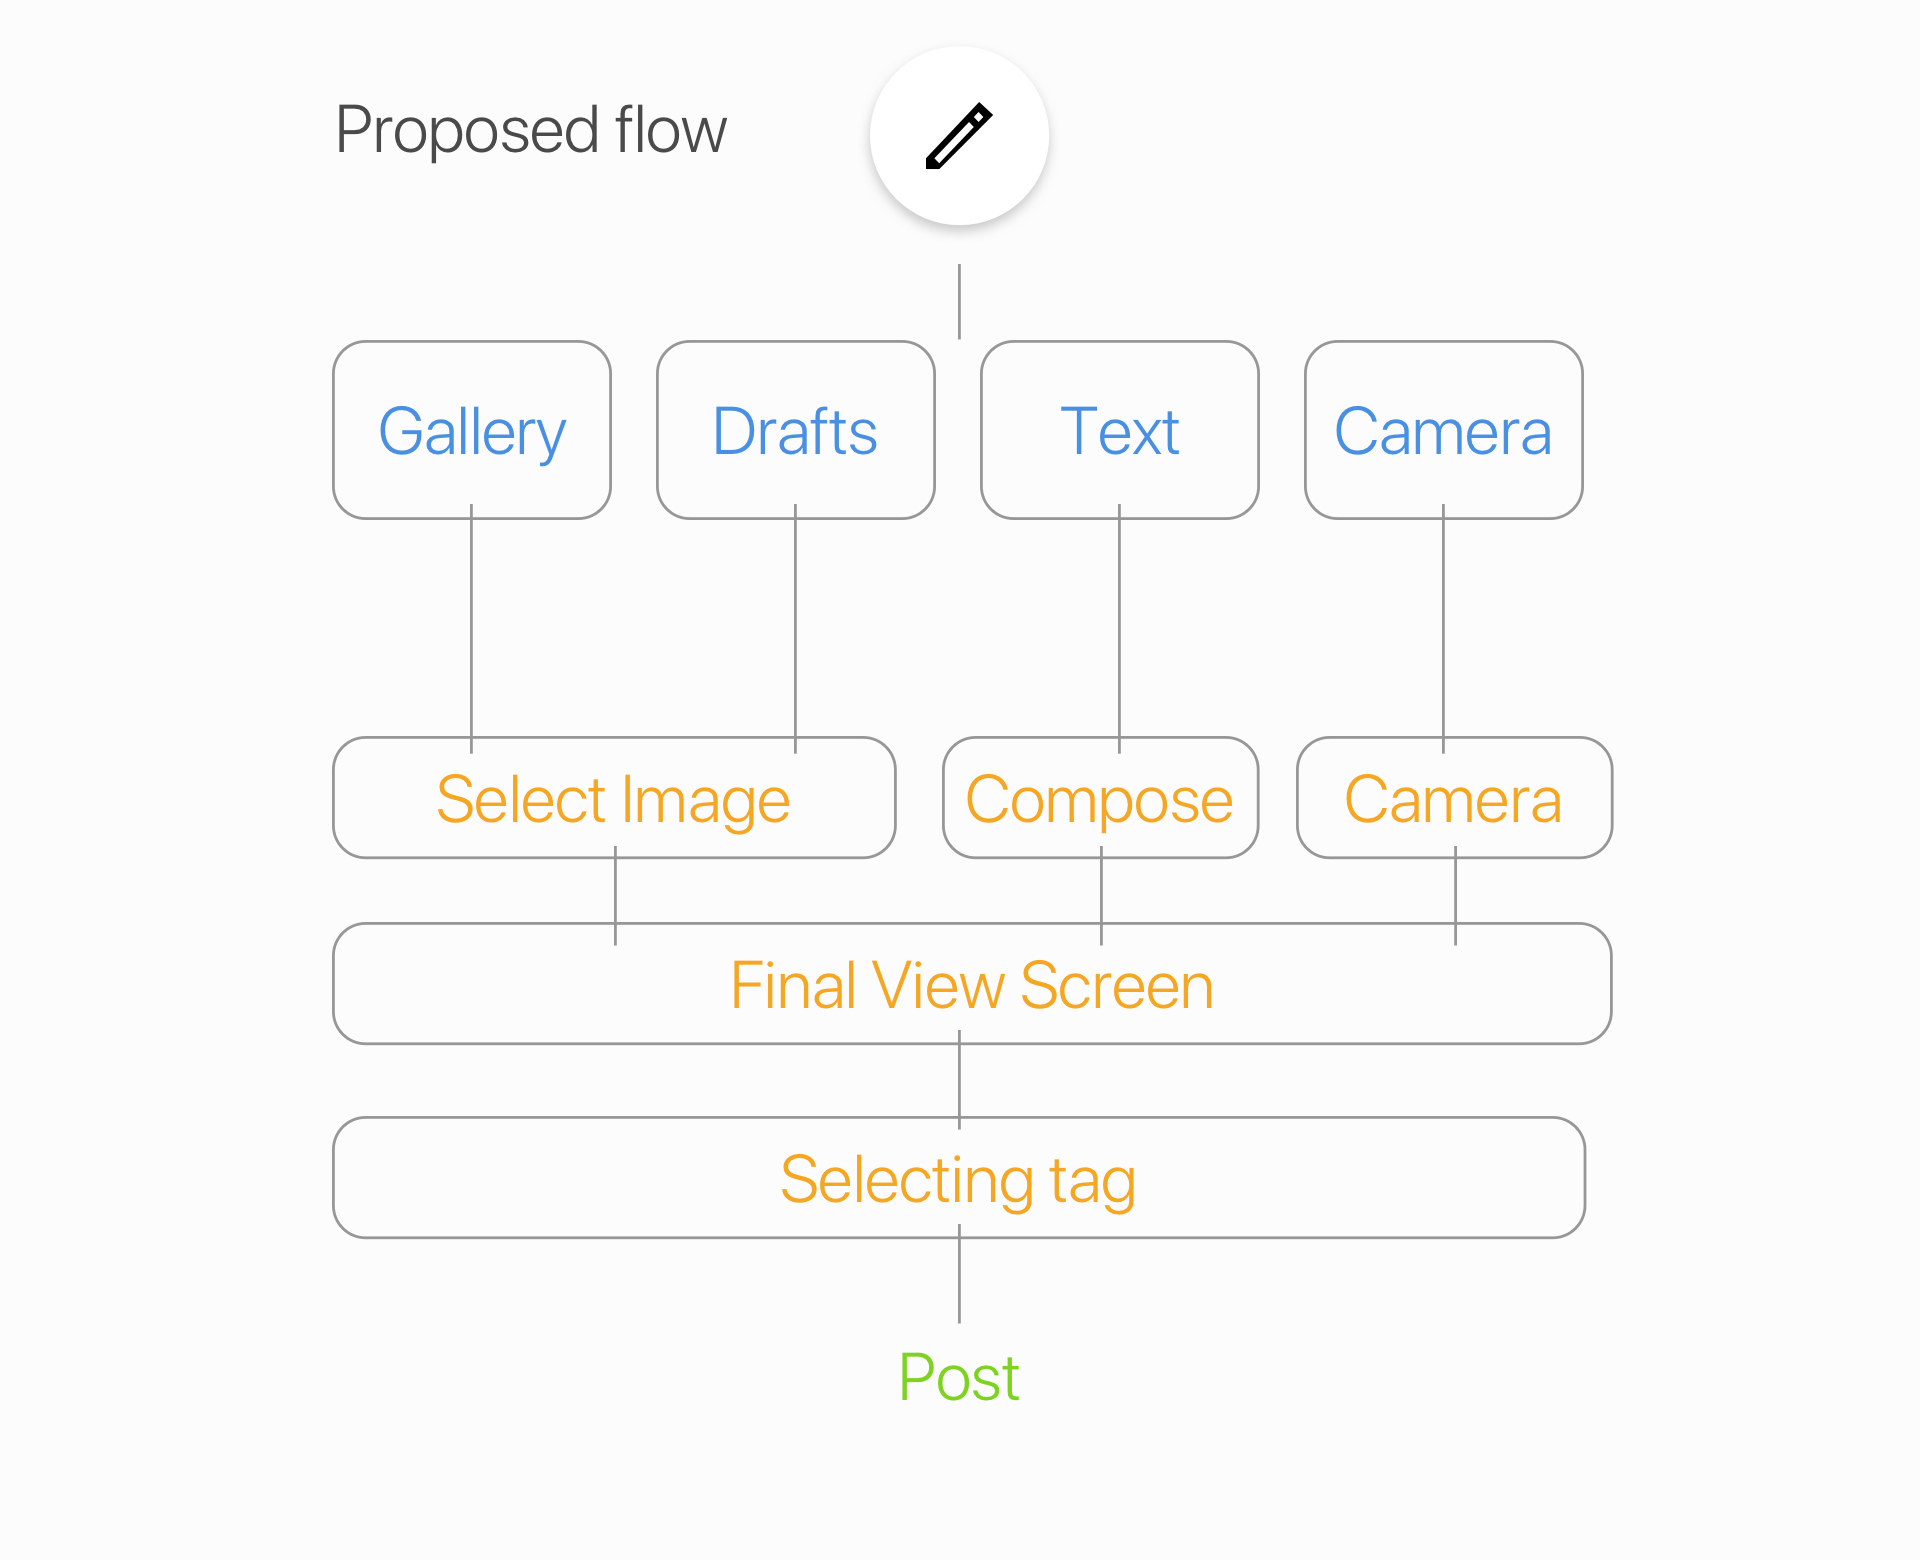 Proposed flow
Gallery
Drafts
Text
Camera
Select Image
Compose
Camera
Final View Screen
Selecting tag
Post